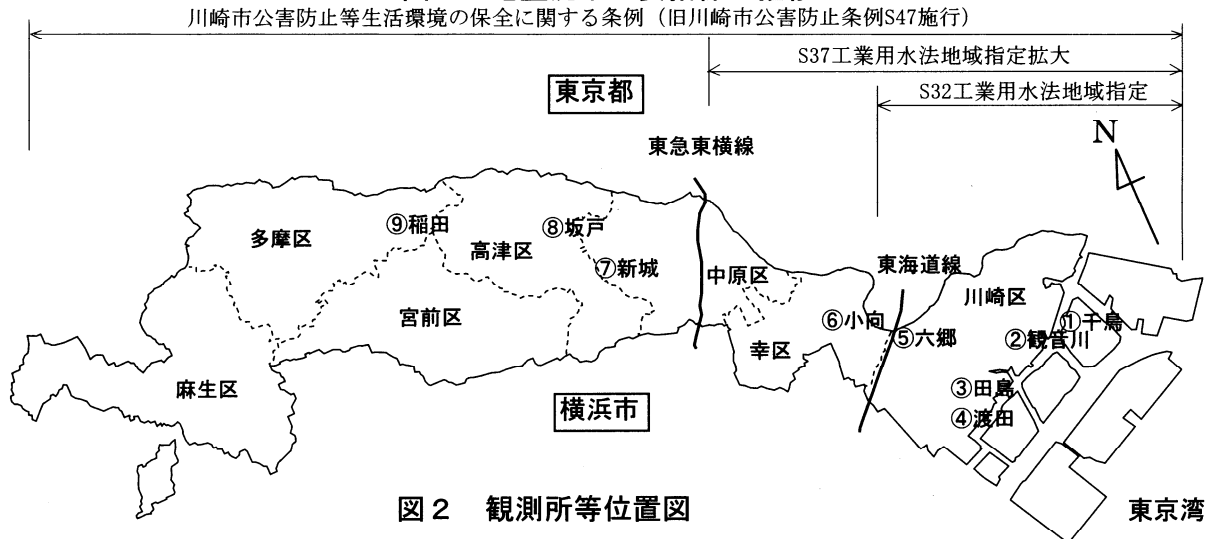 川崎市公害防止等生活環境の保全に関する条例（旧川崎市公害防止条例S47施行）
S37工業用水法地域指定拡大
S32工業用水法地域指定
東京都
N
東急東横線
⑨稲田
⑧坂戸
多摩区
高津区
⑦新城
中原区
東海道線
川崎区
宮前区
⑥小向
①千鳥
⑤六郷
②観音川
幸区
麻生区
③田島
横浜市
④渡田
図２　観測所等位置図
東京湾